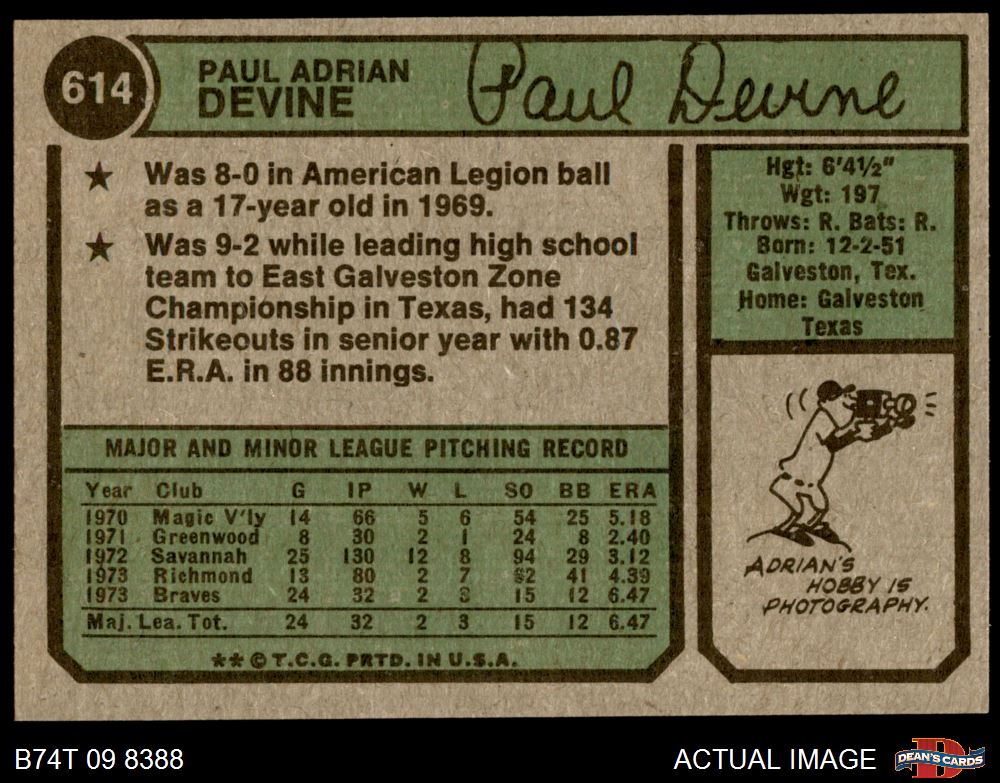 614
PAUL ADRIAN
DEVINE
Paul Devine
★ Was 8-0 in American Legion ball
as a 17-year old in 1969.
★ Was 9-2 while leading high school
team to East Galveston Zone
Championship in Texas, had 134
Strikeouts in senior year with 0.87
E.R.A. in 88 innings.
Hgt: 6'4½"
Wgt: 197
Throws: R. Bats: R.
Born: 12-2-51
Galveston, Tex.
Home: Galveston
Texas
MAJOR AND MINOR LEAGUE PITCHING RECORD
Year Club G IP W L SO BB ERA
1970 Magic V'ly 14 66 5 6 54 25 5.18
1971 Greenwood 8 30 2 1 24 8 2.40
1972 Savannah 25 130 12 8 94 29 3.12
1973 Richmond 13 80 2 7 41 4.39
1973 Braves 24 32 2 3 15 12 6.47
Maj. Lea. Tot. 24 32 2 3 15 12 6.47
** © T.C.G. PRTD. IN U.S.A.
ADRIAN'S
HOBBY IS
PHOTOGRAPHY.
B74T 09 8388
ACTUAL IMAGE
D
DEAN'S CARDS